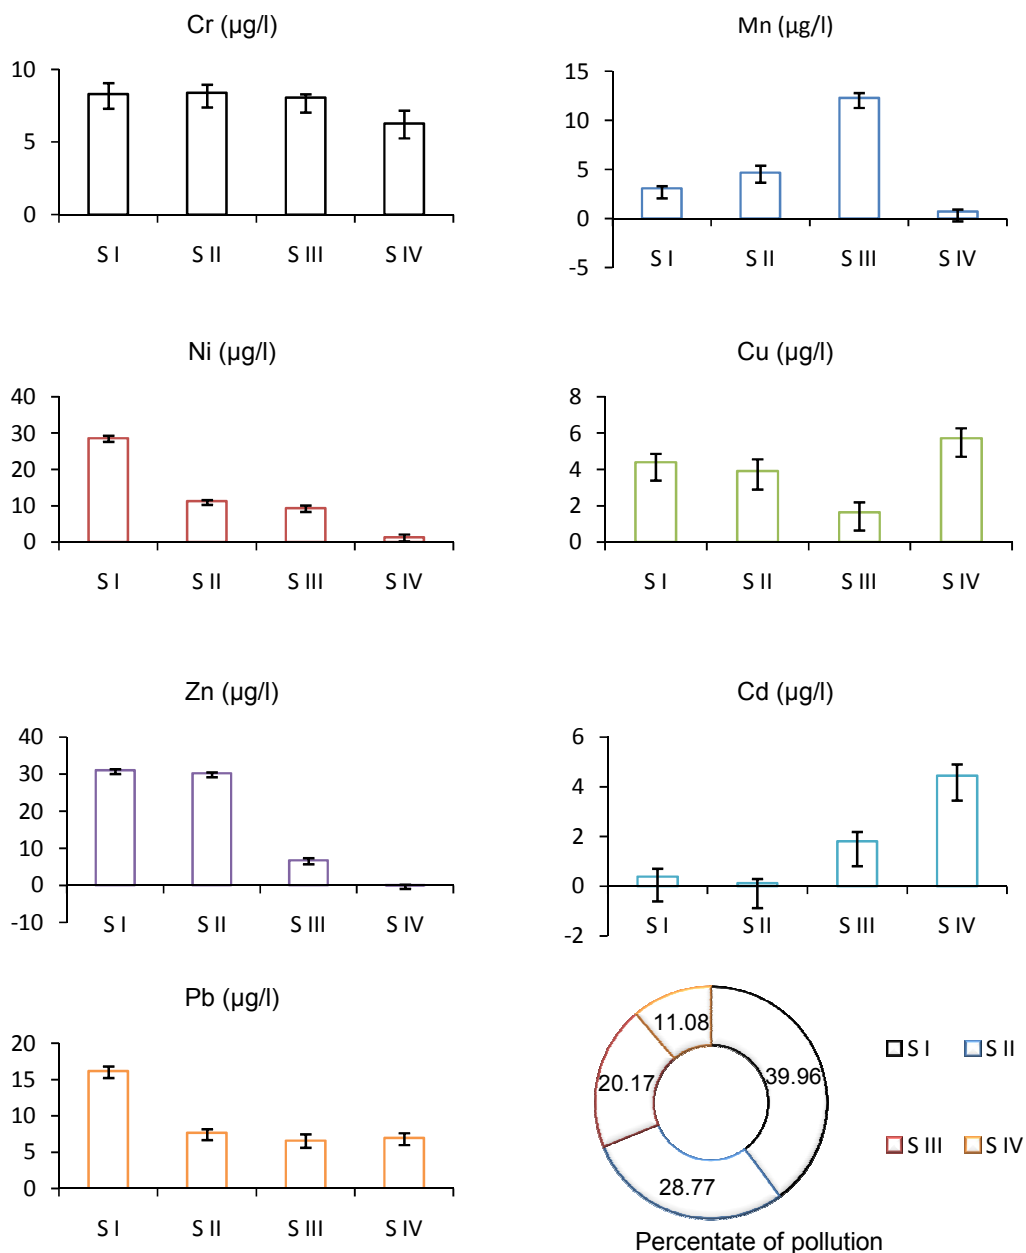 Cr (µg/l)
10
5
0
S I S II S III S IV
Mn (µg/l)
15
10
5
0
-5
S I S II S III S IV
Ni (µg/l)
40
30
20
10
0
S I S II S III S IV
Cu (µg/l)
8
6
4
2
0
S I S II S III S IV
Zn (µg/l)
40
30
20
10
0
-10
S I S II S III S IV
Cd (µg/l)
6
4
2
0
-2
S I S II S III S IV
Pb (µg/l)
20
15
10
5
0
S I S II S III S IV
11.08
20.17
39.96
28.77
S I S II
S III S IV
Percentate of pollution